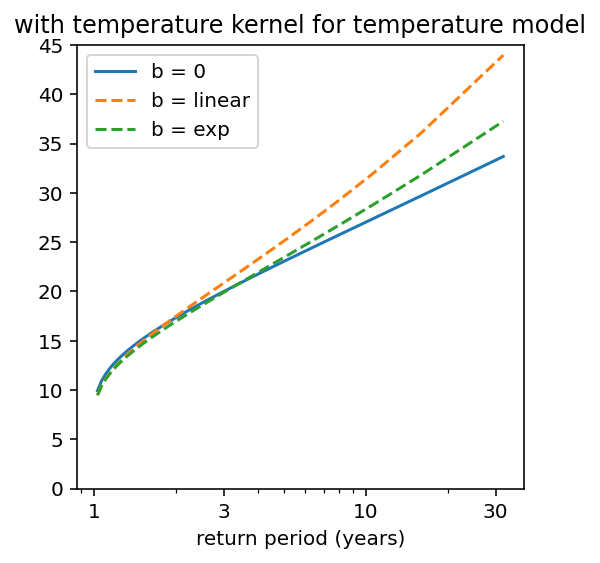 with temperature kernel for temperature model
45
40
35
30
25
20
15
10
5
0
b = 0
b = linear
b = exp
1
3
10
30
return period (years)